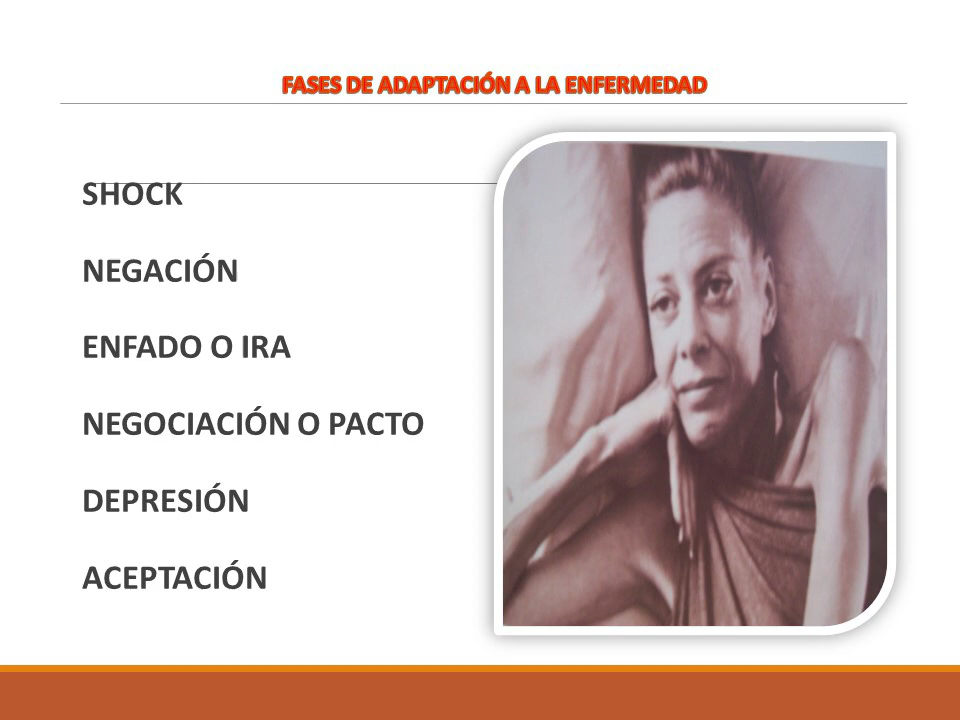 FASES DE ADAPTACIÓN A LA ENFERMEDAD
SHOCK
NEGACIÓN
ENFADO O IRA
NEGOCIACIÓN O PACTO
DEPRESIÓN
ACEPTACIÓN